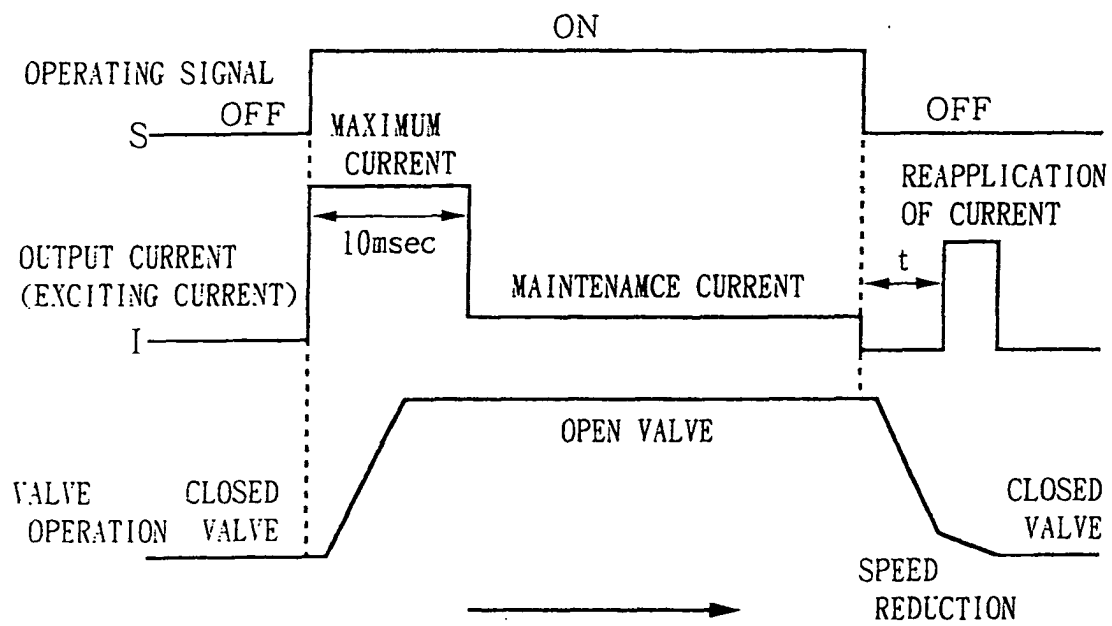 ON
OPERATING SIGNAL
S OFF
OFF
MAXIMUM
CURRENT
REAPPLICATION
OF CURRENT
10msec
t
OUTPUT CURRENT
(EXCITING CURRENT)
MAINTENAMCE CURRENT
I
OPEN VALVE
VALVE
OPERATION
CLOSED
VALVE
CLOSED
VALVE
SPEED
REDUCTION